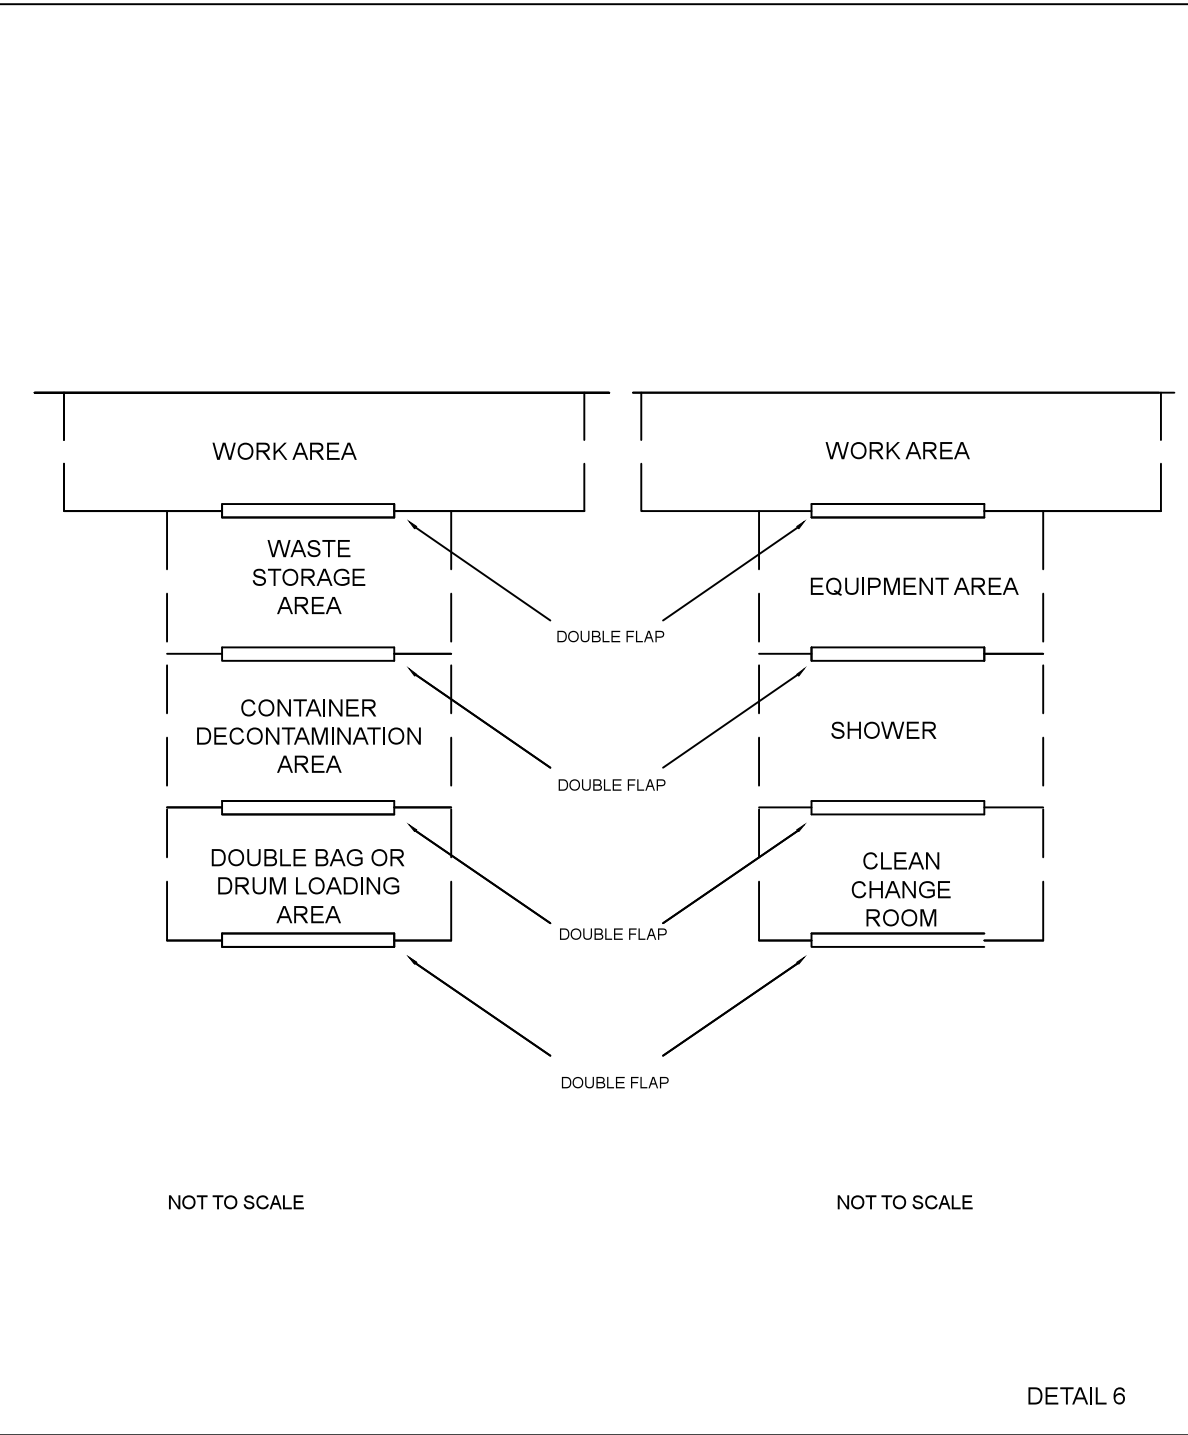 WORK AREA
WORK AREA
WASTE
STORAGE
AREA
EQUIPMENT AREA
DOUBLE FLAP
CONTAINER
DECONTAMINATION
AREA
SHOWER
DOUBLE FLAP
DOUBLE BAG OR
DRUM LOADING
AREA
CLEAN
CHANGE
ROOM
DOUBLE FLAP
DOUBLE FLAP
NOT TO SCALE
NOT TO SCALE
DETAIL 6